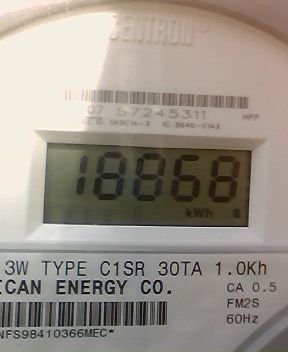 CENTRON®
07 57245311
18868
kWh
3W TYPE C1SR 30TA 1.0Kh
ICAN ENERGY CO.
CA 0.5
FM2S
60Hz
NFS98410366MEC*